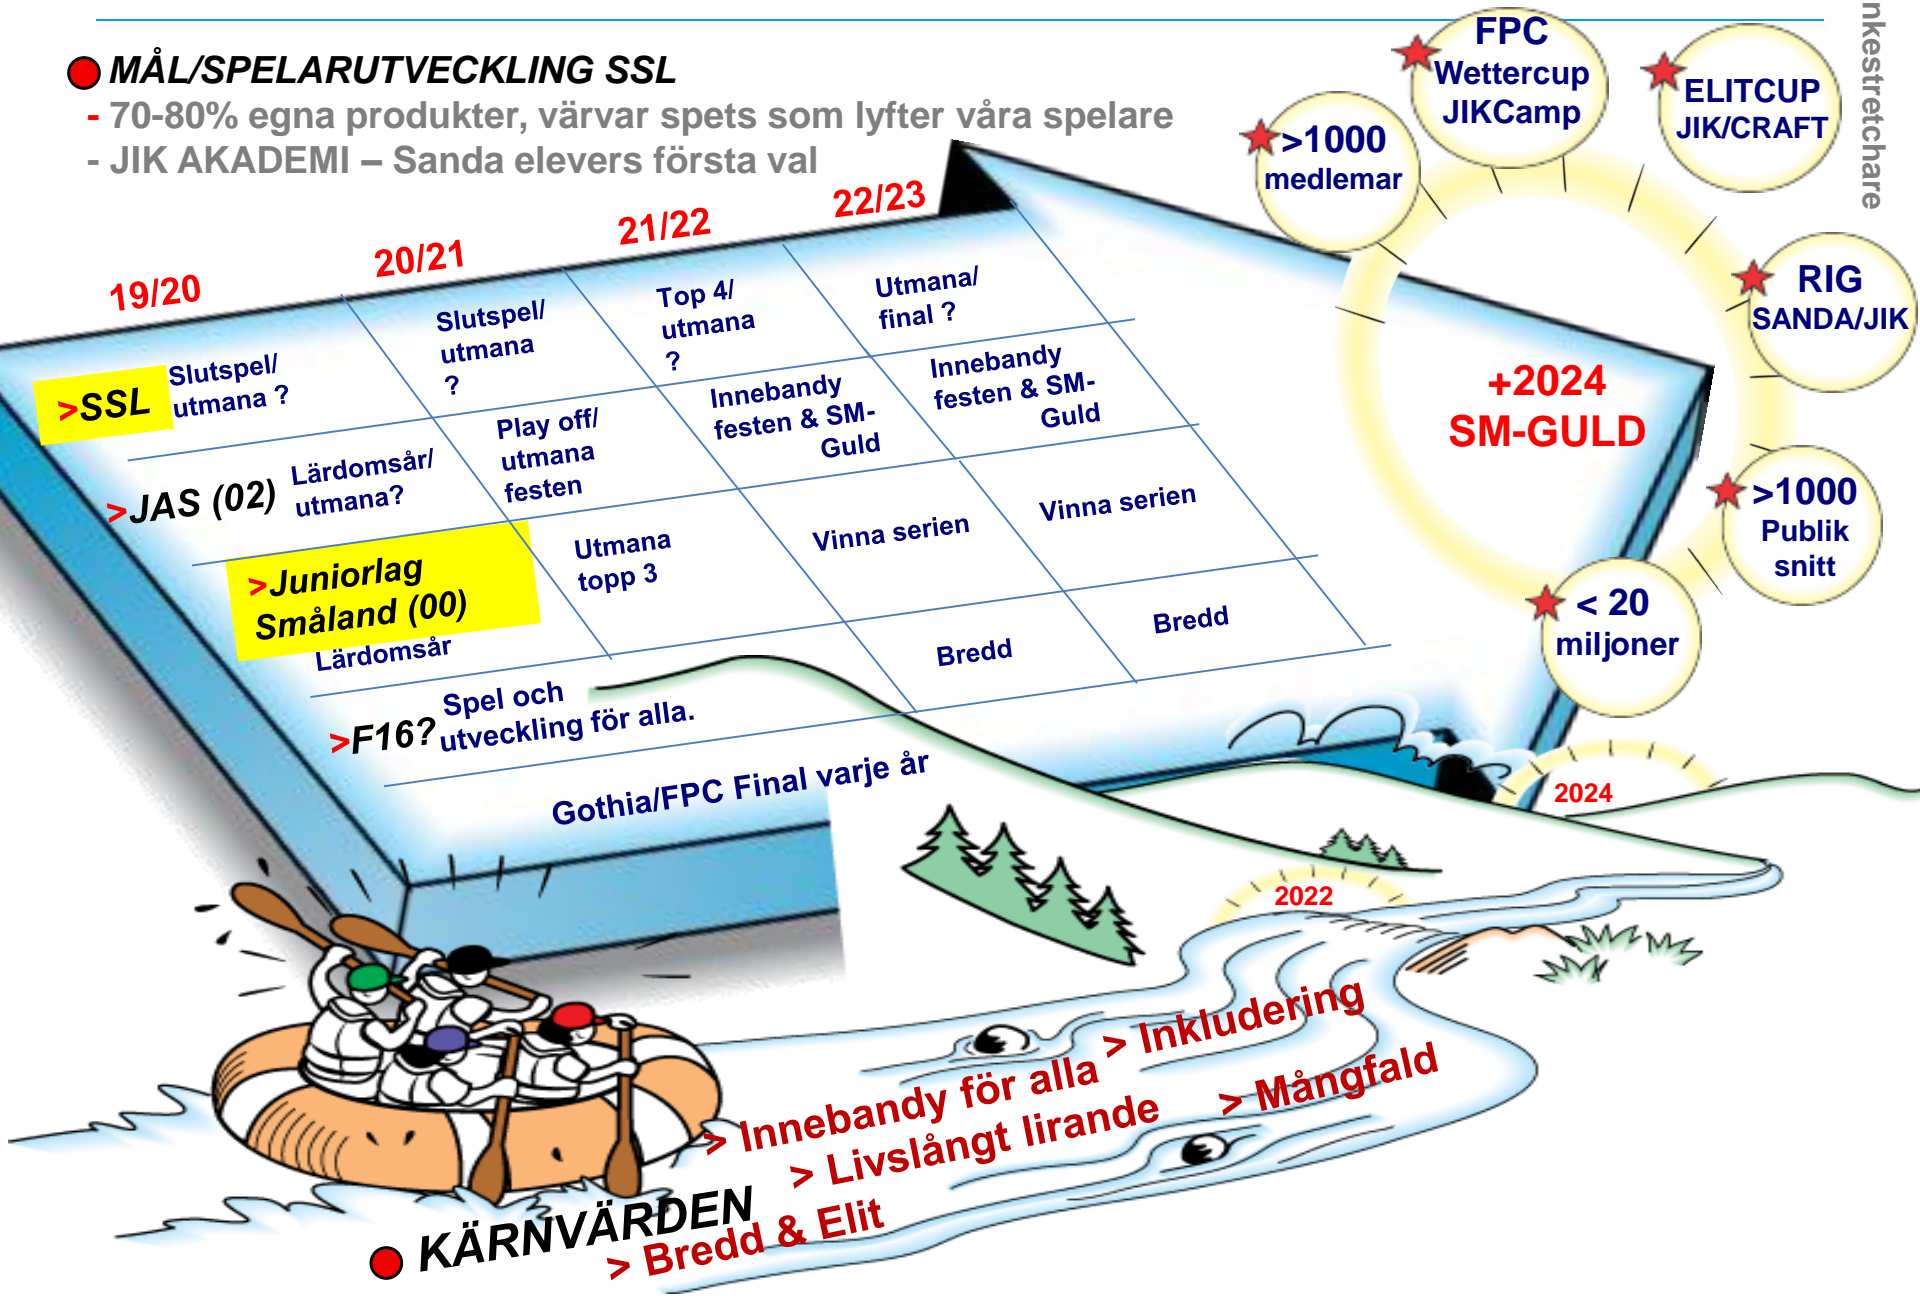 MÅL/SPELARUTVECKLING SSL
- 70-80% egna produkter, värvar spets som lyfter våra spelare
- JIK AKADEMI – Sanda elevers första val
nkestretchare
FPC
Wettercup
JIKCamp
ELITCUP
JIK/CRAFT
>1000
medlemar
RIG
SANDA/JIK
+2024
SM-GULD
>1000
Publik
snitt
< 20
miljoner
19/20
20/21
21/22
22/23
>SSL
Slutspel/
utmana ?
Slutspel/
utmana
?
Top 4/
utmana
?
Utmana/
final ?
>JAS (02)
Lärdomsår/
utmana?
Play off/
utmana
festen
Innebandy
festen & SM-
Guld
Innebandy
festen & SM-
Guld
>Juniorlag
Småland (00)
Lärdomsår
Utmana
topp 3
Vinna serien
Vinna serien
>F16?
Spel och
utveckling för alla.
Bredd
Bredd
Gothia/FPC Final varje år
2024
2022
KÄRNVÄRDEN
> Innebandy för alla
> Inkludering
> Livslångt lirande
> Mångfald
> Bredd & Elit